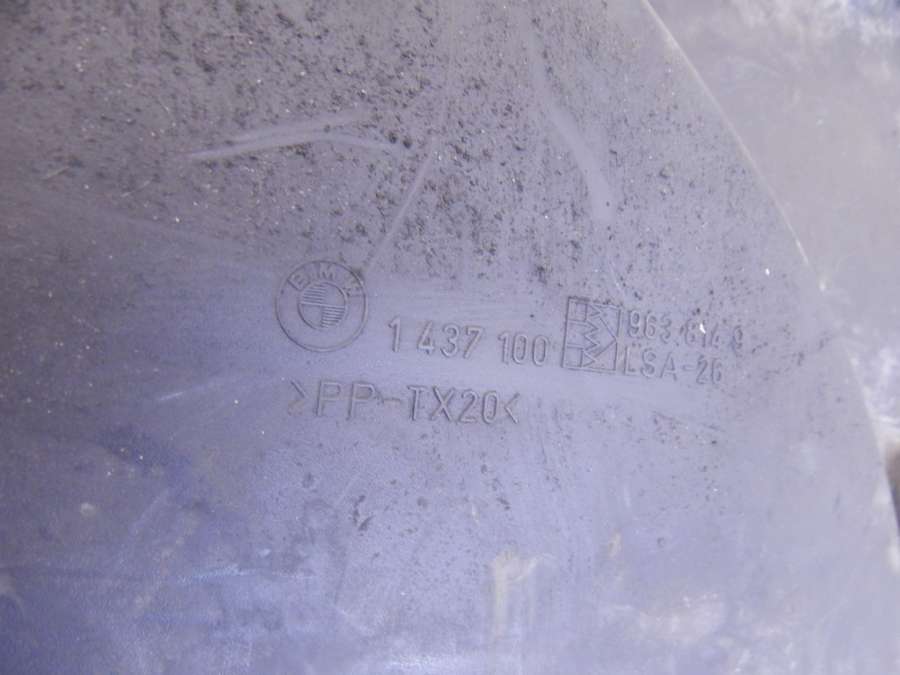 BMW
1 437 100
963.614 9
LSA-26
>PP-TX20<